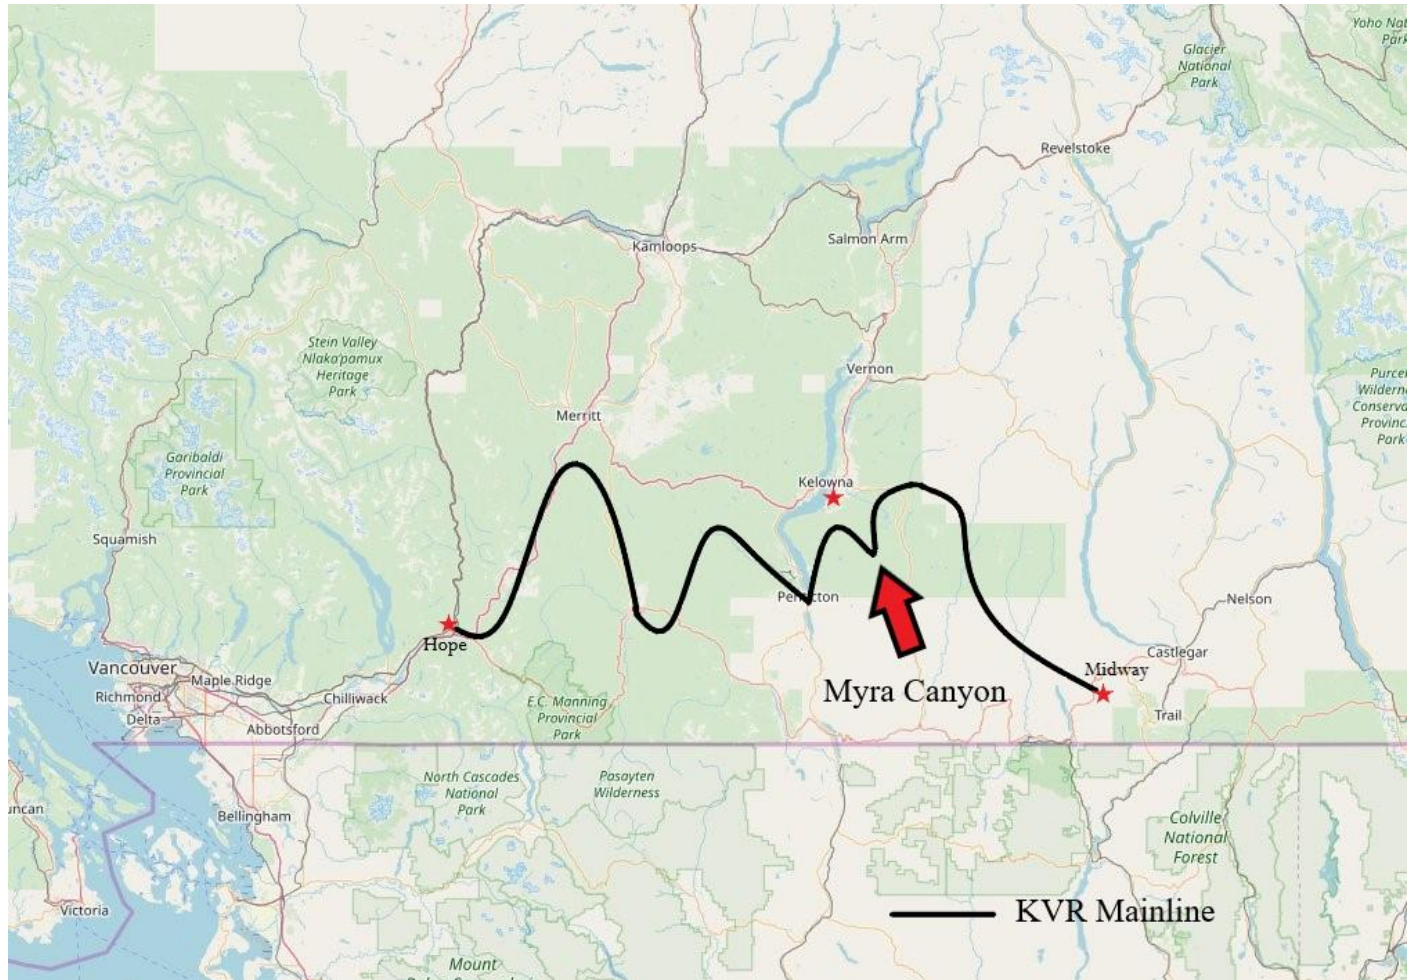 Yoho Nat
Park
Glacier
National
Park
Revelstoke
Salmon Arm
Kamloops
Stein Valley
Nlaka'pamux
Heritage
Park
Vernon
Purcel
Wildern
Conserva
Provinc
Park
Merritt
Garibaldi
Provincial
Park
Kelowna
Squamish
Penticton
Nelson
Hope
Castlegar
Midway
Vancouver
Maple Ridge
Richmond
Delta
Chilliwack
Abbotsford
E.C. Manning
Provincial
Park
Myra Canyon
Trail
North Cascades
National
Park
Pasayten
Wilderness
uncan
Bellingham
Colville
National
Forest
Victoria
KVR Mainline
Mount